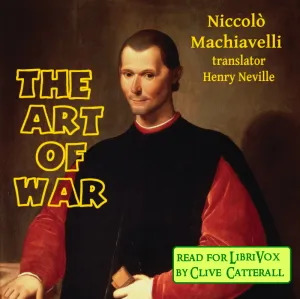 Niccolò
Machiavelli
translator
Henry Neville
THE
ART
OF
WAR
READ FOR LIBRIVOX
BY CLIVE CATTERALL